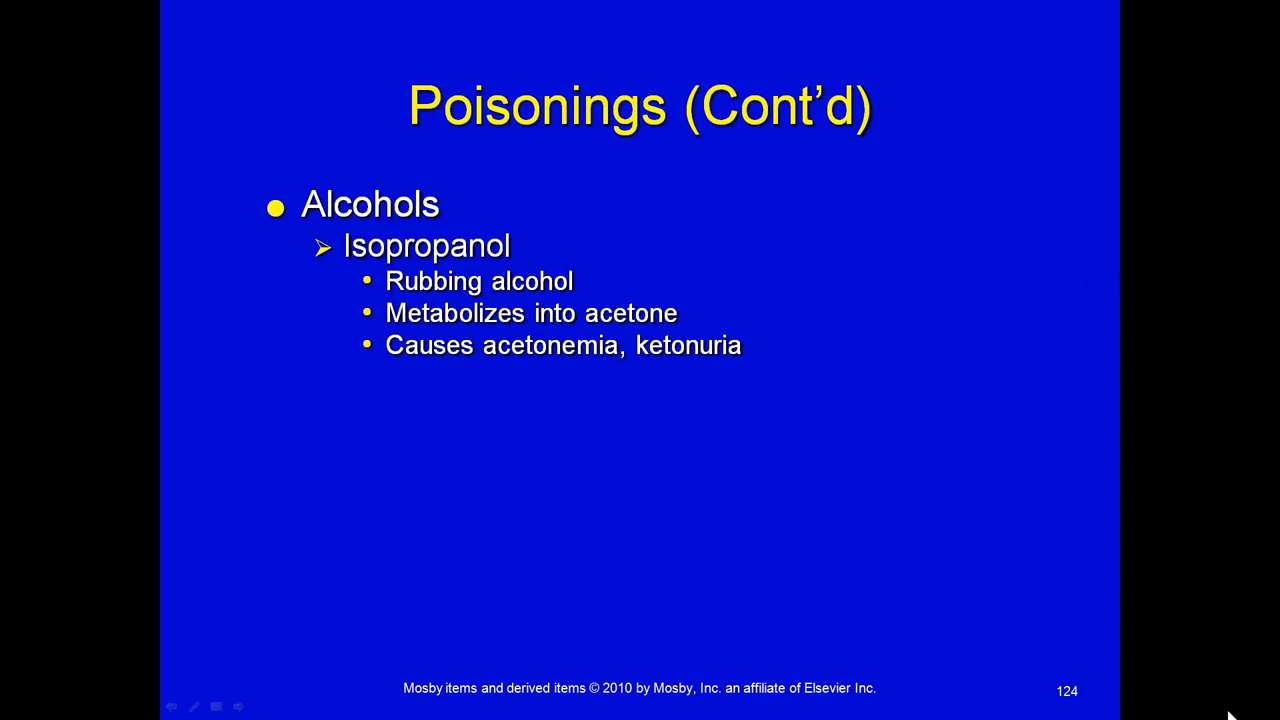 Poisonings (Cont’d)
Alcohols
Isopropanol
Rubbing alcohol
Metabolizes into acetone
Causes acetonemia, ketonuria
Mosby items and derived items © 2010 by Mosby, Inc. an affiliate of Elsevier Inc.
124